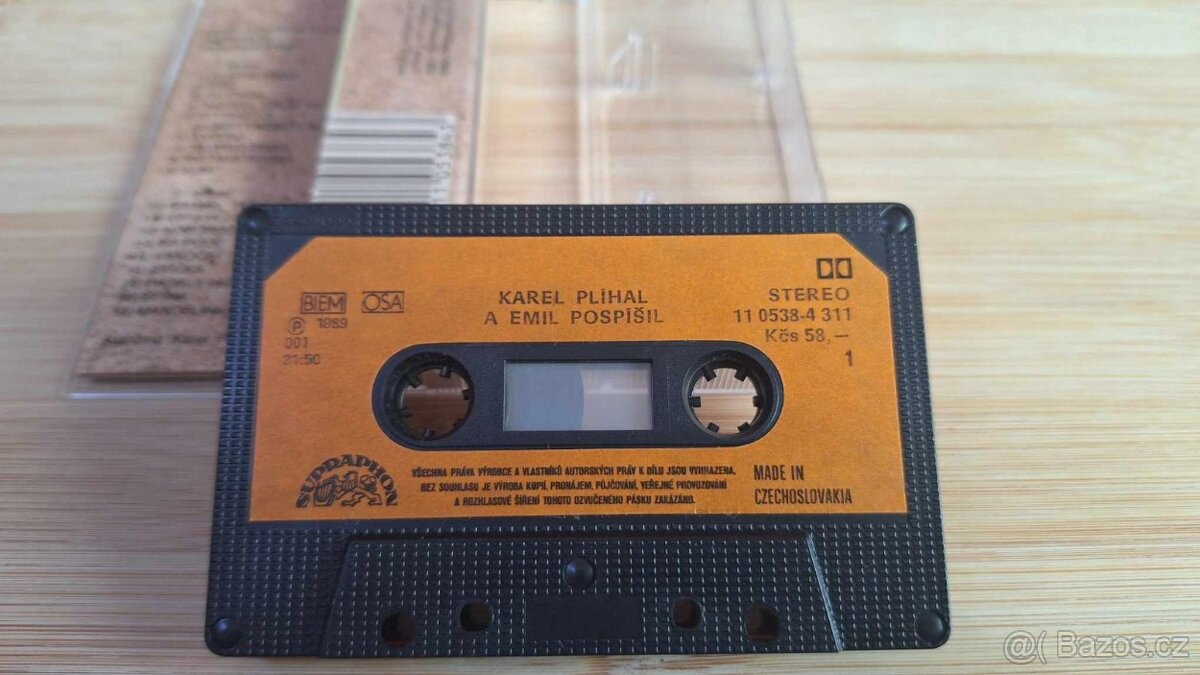 BIEM OSA
Ⓟ 1989
001
21:50
KAREL PLÍHAL
A EMIL POSPÍŠIL
STEREO
11 0538-4 311
Kčs 58,—
1
SUPRAPHON
VŠECHNA PRÁVA VÝROBCE A VLASTNÍKŮ AUTORSKÝCH PRÁV K DÍLU JSOU VYHRAZENA.
BEZ SOUHLASU JE VÝROBA KOPIÍ, PRONÁJEM, PŮJČOVÁNÍ, VEŘEJNÉ PROVOZOVÁNÍ
A ROZHLASOVÉ ŠÍŘENÍ TOHOTO OZVUČENÉHO PÁSKU ZAKÁZÁNO.
MADE IN
CZECHOSLOVAKIA
@( Bazos.cz